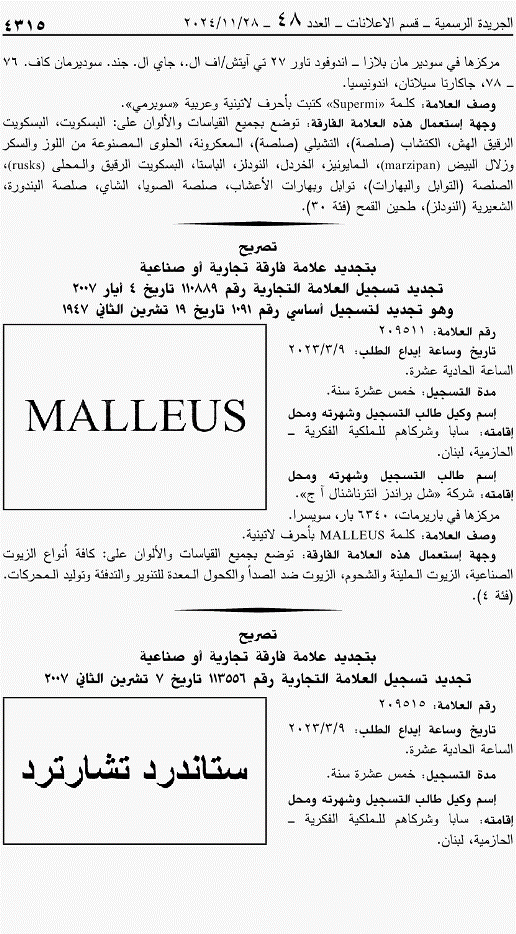 الجريدة الرسمية ــ قسم الاعلانات ــ العدد ٤٨ ــ ٢٠٢٤/١١/٢٨
٤٣١٥
مركزها في سودير مان بلازا ــ اندوفود تاور ٢٧ تي آيتش/اف ال.، جاي ال. جند. سوديرمان كاف. ٧٦
ــ ٧٨، جاكارتا سيلاتان، اندونيسيا.
وصف العلامة: كلمة «Supermi» كتبت بأحرف لاتينية وعربية «سوبرمي».
وجهة إستعمال هذه العلامة الفارقة: توضع بجميع القياسات والألوان على: البسكويت، البسكويت
الرقيق الهش، الكتشاب (صلصة)، التشيلي (صلصة)، المعكرونة، الحلوى المصنوعة من اللوز والسكر
وزلال البيض (marzipan)، المايونيز، الخردل، النودلز، الباستا، البسكويت الرقيق والمحلى (rusks)،
الصلصة (التوابل والبهارات)، توابل وبهارات الأعشاب، صلصة الصويا، الشاي، صلصة البندورة،
الشعيرية (النودلز)، طحين القمح (فئة ٣٠).
تصريح
بتجديد علامة فارقة تجارية أو صناعية
تجديد تسجيل العلامة التجارية رقم ١١٠٨٨٩ تاريخ ٤ أيار ٢٠٠٧
وهو تجديد لتسجيل أساسي رقم ١٠٩١ تاريخ ١٩ تشرين الثاني ١٩٤٧
رقم العلامة: ٢٠٩٥١١
تاريخ وساعة إيداع الطلب: ٢٠٢٣/٣/٩
الساعة الحادية عشرة.
مدة التسجيل: خمس عشرة سنة.
إسم وكيل طالب التسجيل وشهرته ومحل
إقامته: سابا وشركاهم للملكية الفكرية ــ
الحازمية، لبنان.
إسم طالب التسجيل وشهرته ومحل
إقامته: شركة «شل براندز انترناشنال آ ج».
MALLEUS
مركزها في باريرمات، ٦٣٤٠ بار، سويسرا.
وصف العلامة: كلمة MALLEUS بأحرف لاتينية.
وجهة إستعمال هذه العلامة الفارقة: توضع بجميع القياسات والألوان على: كافة أنواع الزيوت
الصناعية، الزيوت الملينة والشحوم، الزيوت ضد الصدأ والكحول المعدة للتنوير والتدفئة وتوليد المحركات.
(فئة ٤).
تصريح
بتجديد علامة فارقة تجارية أو صناعية
تجديد تسجيل العلامة التجارية رقم ١١٣٥٥٦ تاريخ ٧ تشرين الثاني ٢٠٠٧
رقم العلامة: ٢٠٩٥١٥
تاريخ وساعة إيداع الطلب: ٢٠٢٣/٣/٩
الساعة الحادية عشرة.
مدة التسجيل: خمس عشرة سنة.
إسم وكيل طالب التسجيل وشهرته ومحل
إقامته: سابا وشركاهم للملكية الفكرية ــ
الحازمية، لبنان.
ستاندرد تشارترد